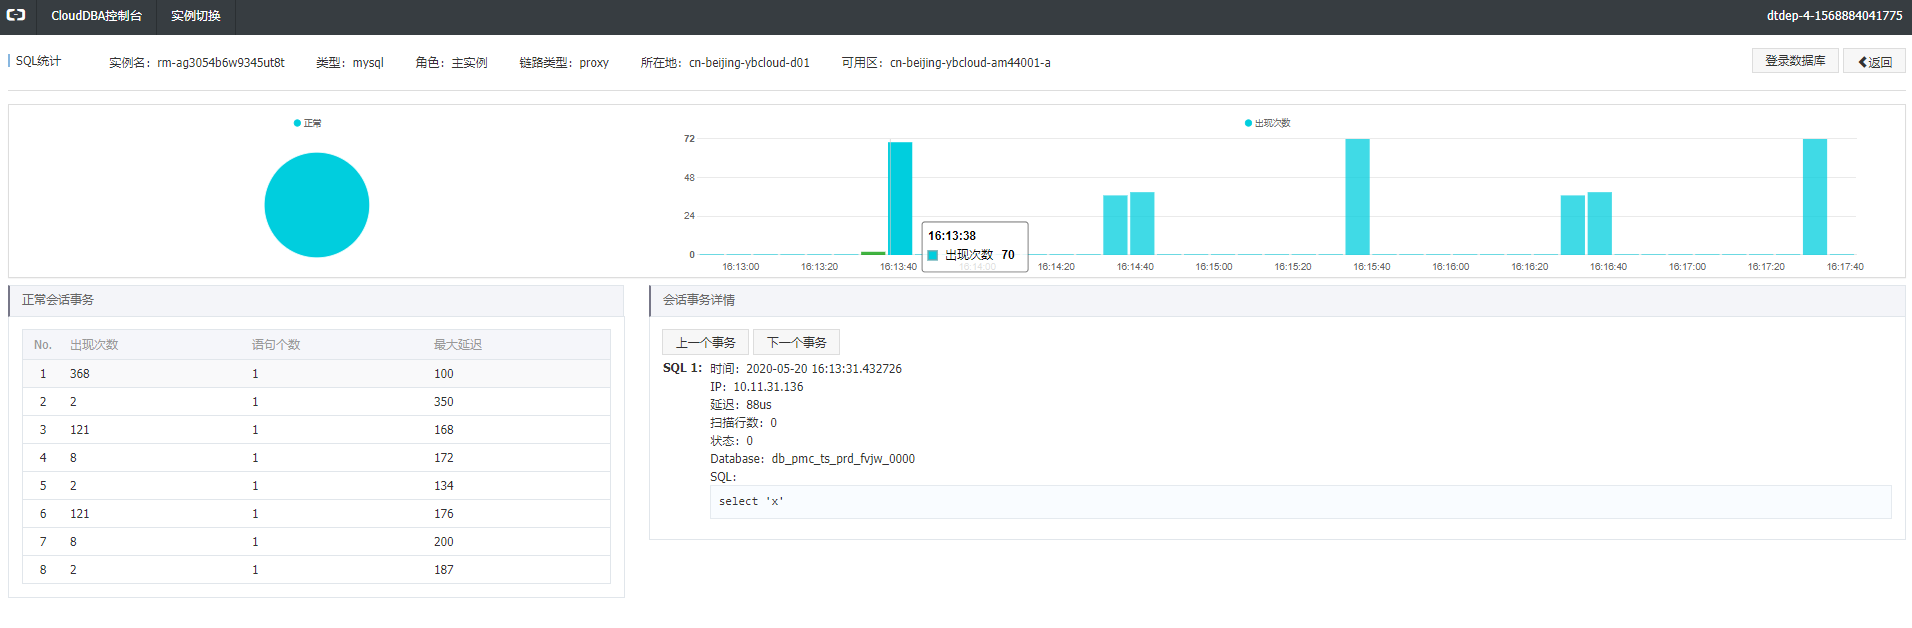 CloudDBA控制台 实例切换 dtdep-4-1568884041775
SQL统计 实例名：rm-ag3054b6w9345ut8t 类型：mysql 角色：主实例 链路类型：proxy 所在地：cn-beijing-ybcloud-d01 可用区：cn-beijing-ybcloud-am44001-a 登录数据库 返回
正常
出现次数
72
48
24
0
16:13:38
出现次数 70
16:13:00 16:13:20 16:13:40 16:14:00 16:14:20 16:14:40 16:15:00 16:15:20 16:15:40 16:16:00 16:16:20 16:16:40 16:17:00 16:17:20 16:17:40
正常会话事务
No. 出现次数 语句个数 最大延迟
1 368 1 100
2 2 1 350
3 121 1 168
4 8 1 172
5 2 1 134
6 121 1 176
7 8 1 200
8 2 1 187
会话事务详情
上一个事务 下一个事务
SQL 1: 时间：2020-05-20 16:13:31.432726
IP：10.11.31.136
延迟：88us
扫描行数：0
状态：0
Database：db_pmc_ts_prd_fvjw_0000
SQL：
select 'x'